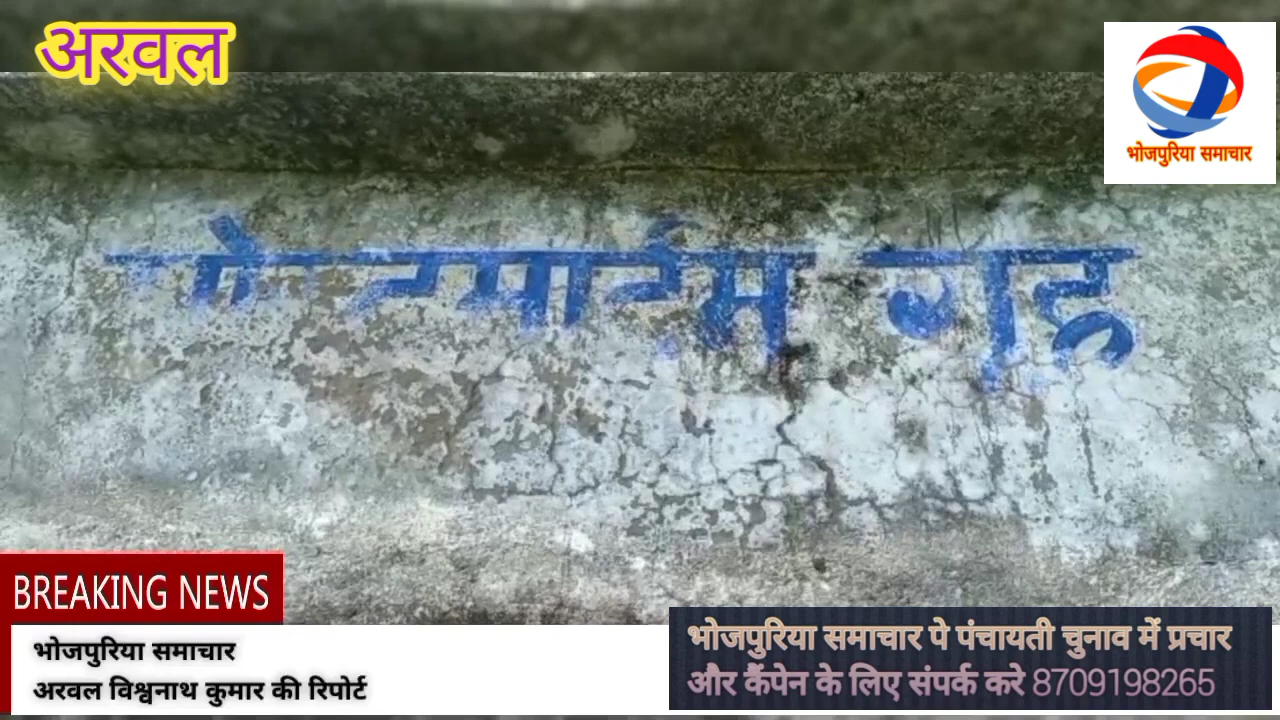 अरवल
भोजपुरिया समाचार
पोस्टमार्टम गृह
BREAKING NEWS
भोजपुरिया समाचार
अरवल विश्वनाथ कुमार की रिपोर्ट
भोजपुरिया समाचार पे पंचायती चुनाव में प्रचार
और कैंपेन के लिए संपर्क करे 8709198265